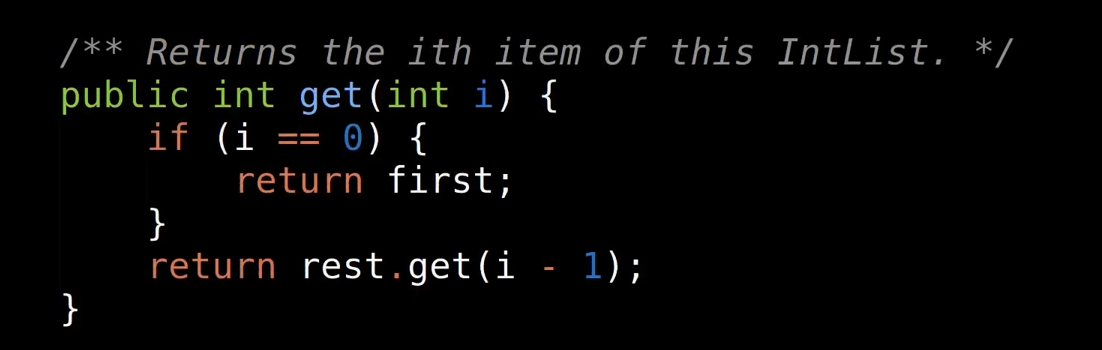 /** Returns the ith item of this IntList. */
public int get(int i) {
    if (i == 0) {
        return first;
    }
    return rest.get(i - 1);
}